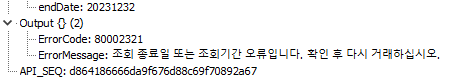 endDate: 20231232
Output {} (2)
ErrorCode: 80002321
ErrorMessage: 조회 종료일 또는 조회기간 오류입니다. 확인 후 다시 거래하십시오.
API_SEQ: d864186666da9f676d88c69f70892a67